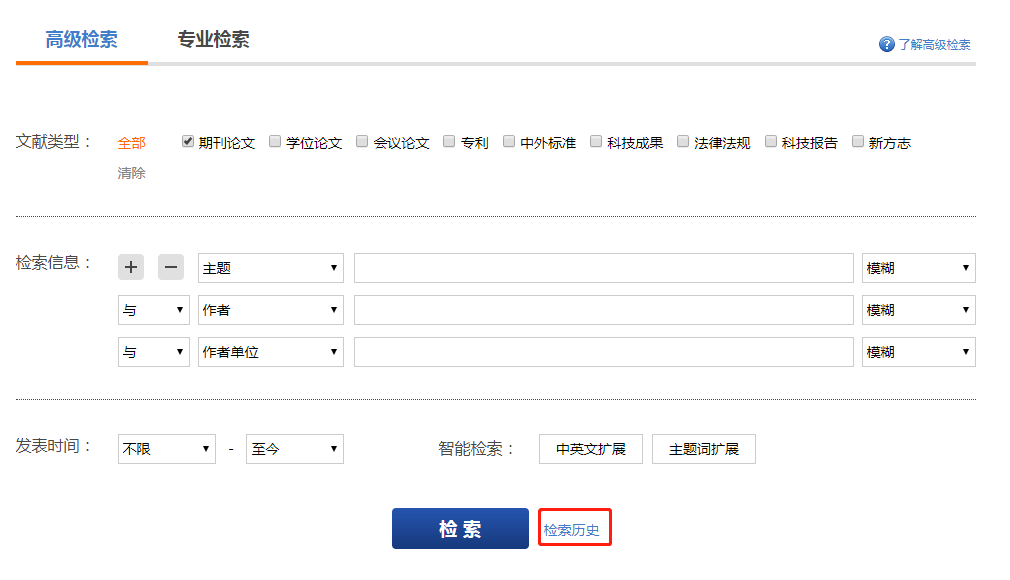 高级检索 专业检索
? 了解高级检索
文献类型： 全部 期刊论文 学位论文 会议论文 专利 中外标准 科技成果 法律法规 科技报告 新方志
清除
检索信息： + − 主题 模糊
与 作者 模糊
与 作者单位 模糊
发表时间： 不限 - 至今 智能检索： 中英文扩展 主题词扩展
检索 检索历史